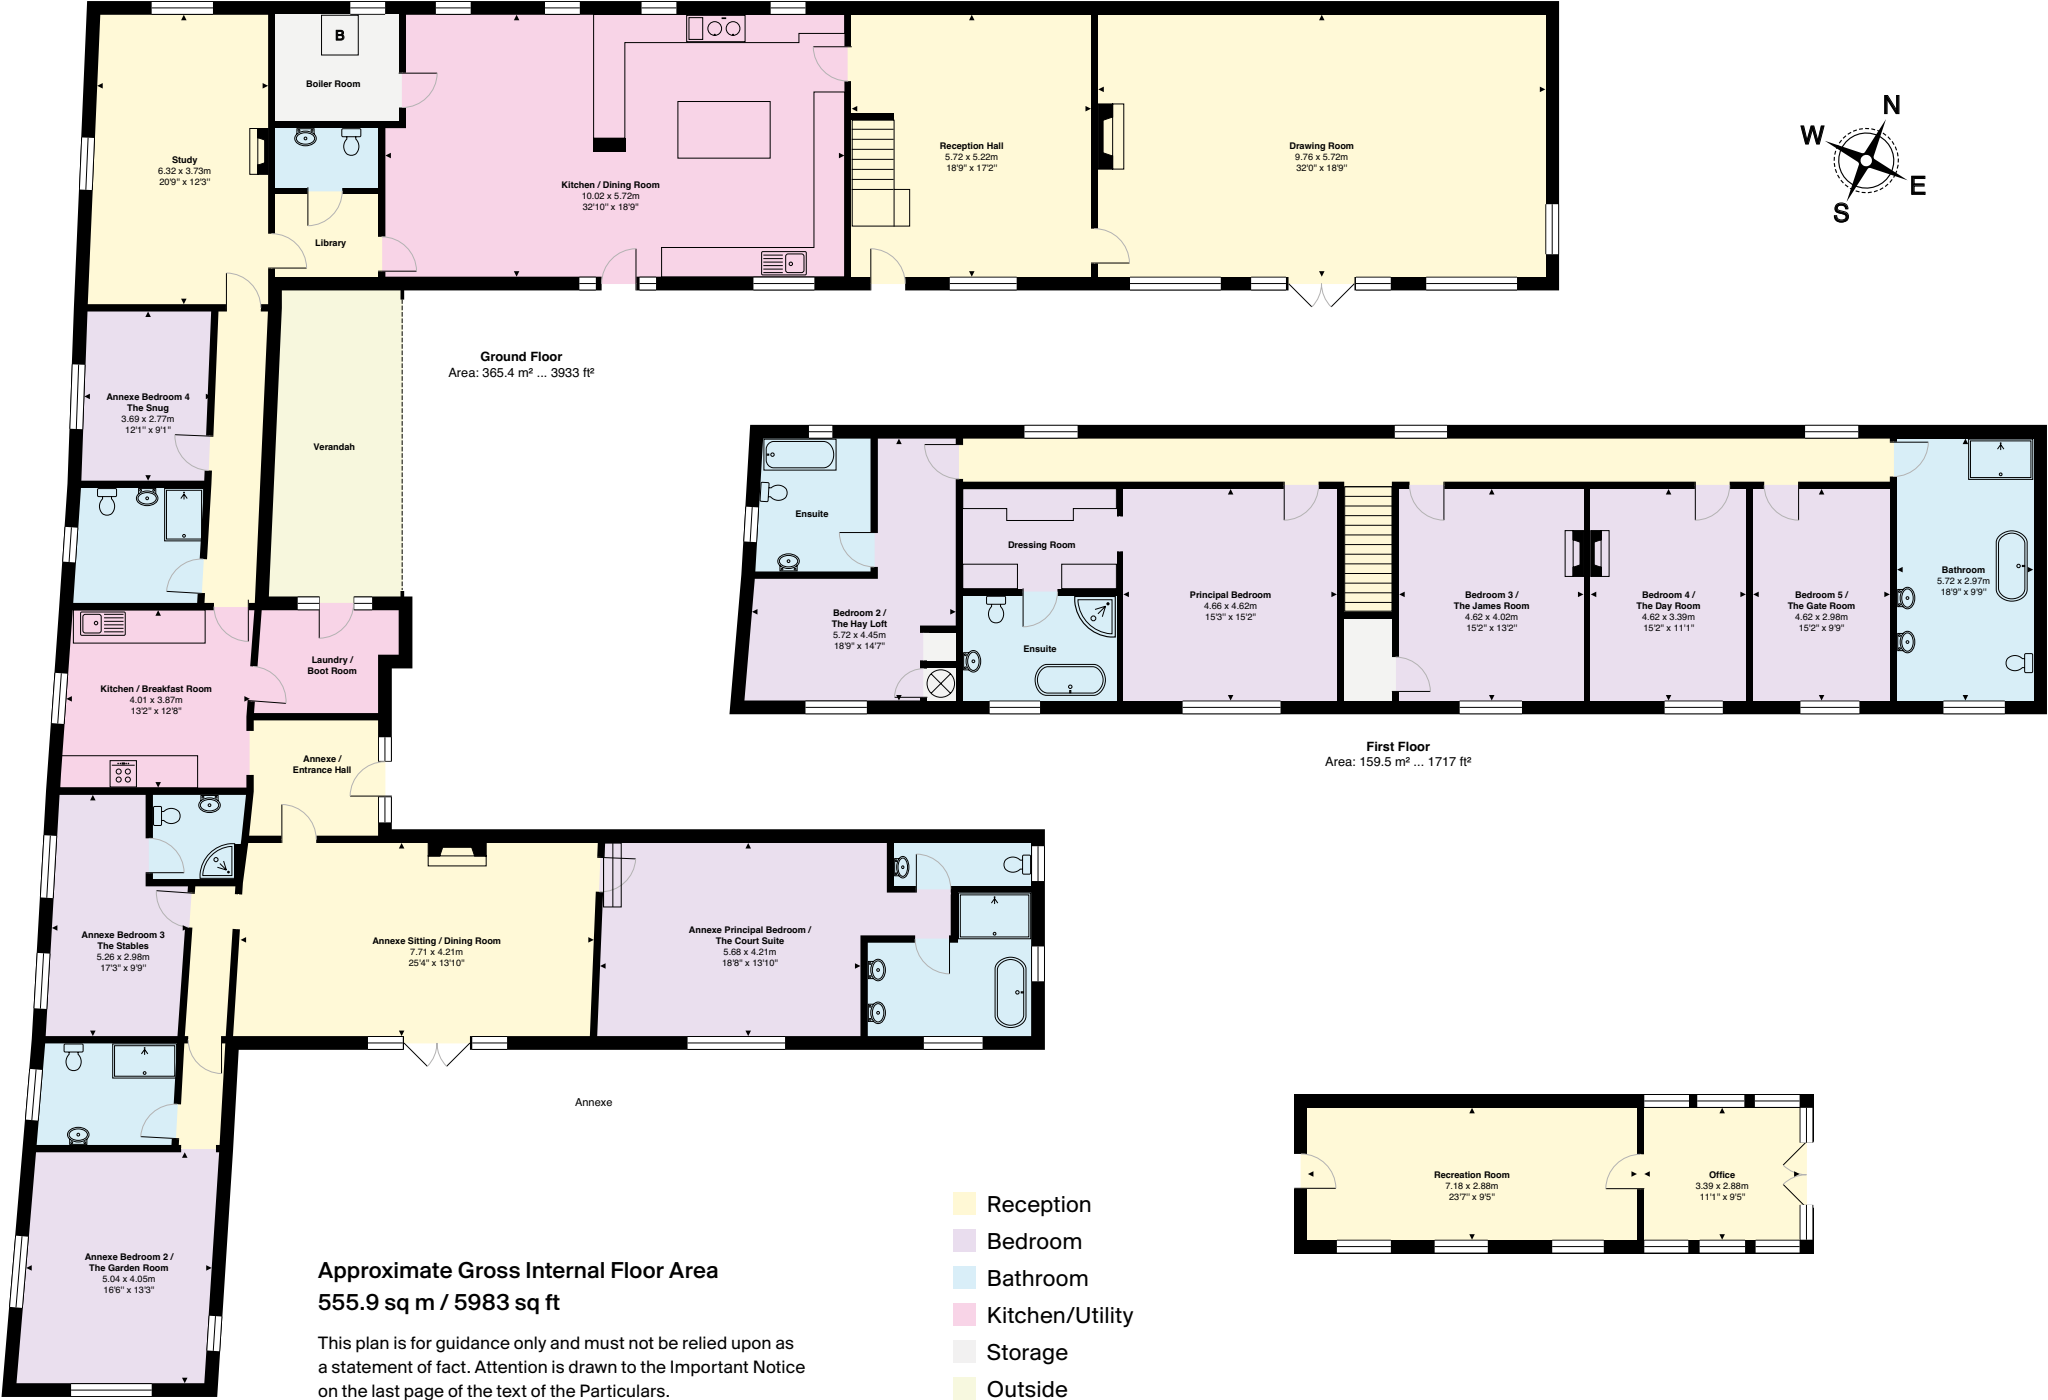 B
Boiler Room
Study
6.32 x 3.73m
20'9" x 12'3"
Library
Kitchen / Dining Room
10.02 x 5.72m
32'10" x 18'9"
Reception Hall
5.72 x 5.22m
18'9" x 17'2"
Drawing Room
9.76 x 5.72m
32'0" x 18'9"
N
W
E
S
Ground Floor
Area: 365.4 m² ... 3933 ft²
Annexe Bedroom 4
The Snug
3.69 x 2.77m
12'1" x 9'1"
Verandah
Laundry /
Boot Room
Kitchen / Breakfast Room
4.01 x 3.87m
13'2" x 12'8"
Annexe /
Entrance Hall
Annexe Bedroom 3
The Stables
5.26 x 2.98m
17'3" x 9'9"
Annexe Sitting / Dining Room
7.71 x 4.21m
25'4" x 13'10"
Annexe Principal Bedroom /
The Court Suite
5.68 x 4.21m
18'8" x 13'10"
Annexe Bedroom 2 /
The Garden Room
5.04 x 4.05m
16'6" x 13'3"
Annexe
Ensuite
Dressing Room
Bedroom 2 /
The Hay Loft
5.72 x 4.45m
18'9" x 14'7"
Ensuite
Principal Bedroom
4.66 x 4.62m
15'3" x 15'2"
Bedroom 3 /
The James Room
4.62 x 4.02m
15'2" x 13'2"
Bedroom 4 /
The Day Room
4.62 x 3.39m
15'2" x 11'1"
Bedroom 5 /
The Gate Room
4.62 x 2.98m
15'2" x 9'9"
Bathroom
5.72 x 2.97m
18'9" x 9'9"
First Floor
Area: 159.5 m² ... 1717 ft²
Recreation Room
7.18 x 2.88m
23'7" x 9'5"
Office
3.39 x 2.88m
11'1" x 9'5"
Reception
Bedroom
Bathroom
Kitchen/Utility
Storage
Outside
Approximate Gross Internal Floor Area
555.9 sq m / 5983 sq ft
This plan is for guidance only and must not be relied upon as
a statement of fact. Attention is drawn to the Important Notice
on the last page of the text of the Particulars.